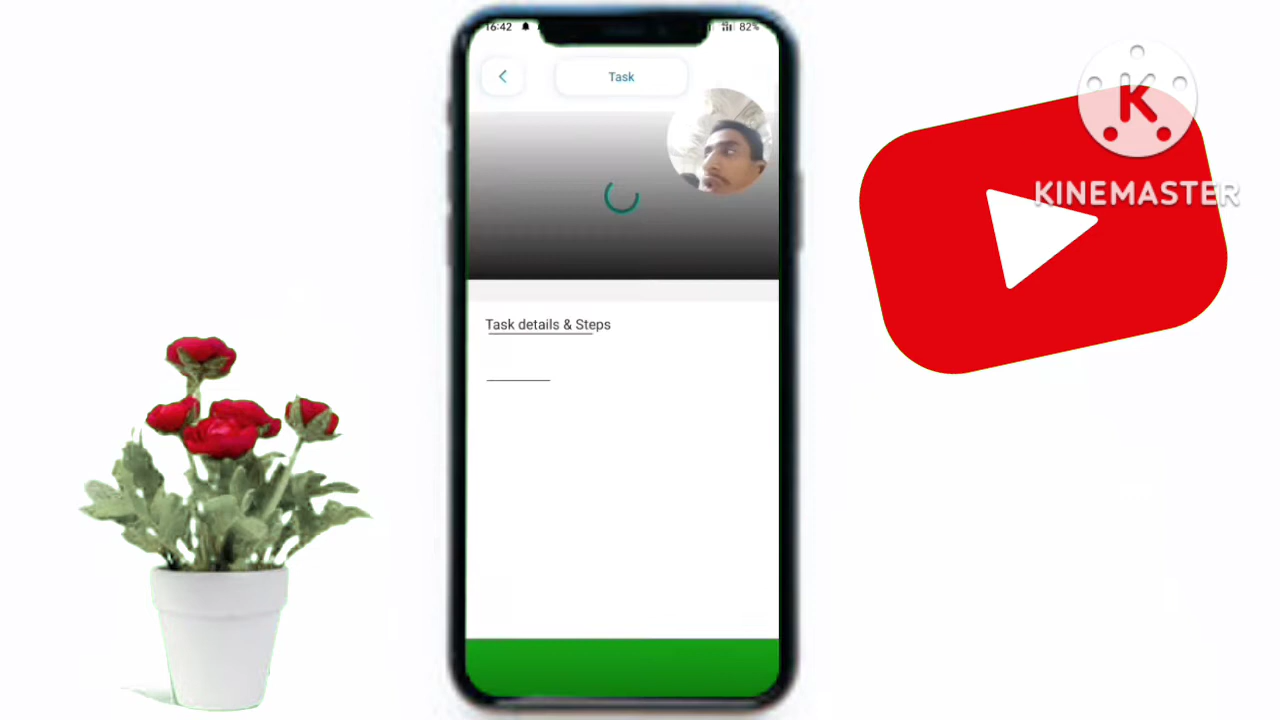 16:42
82%
Task
Task details & Steps
K
KINEMASTER